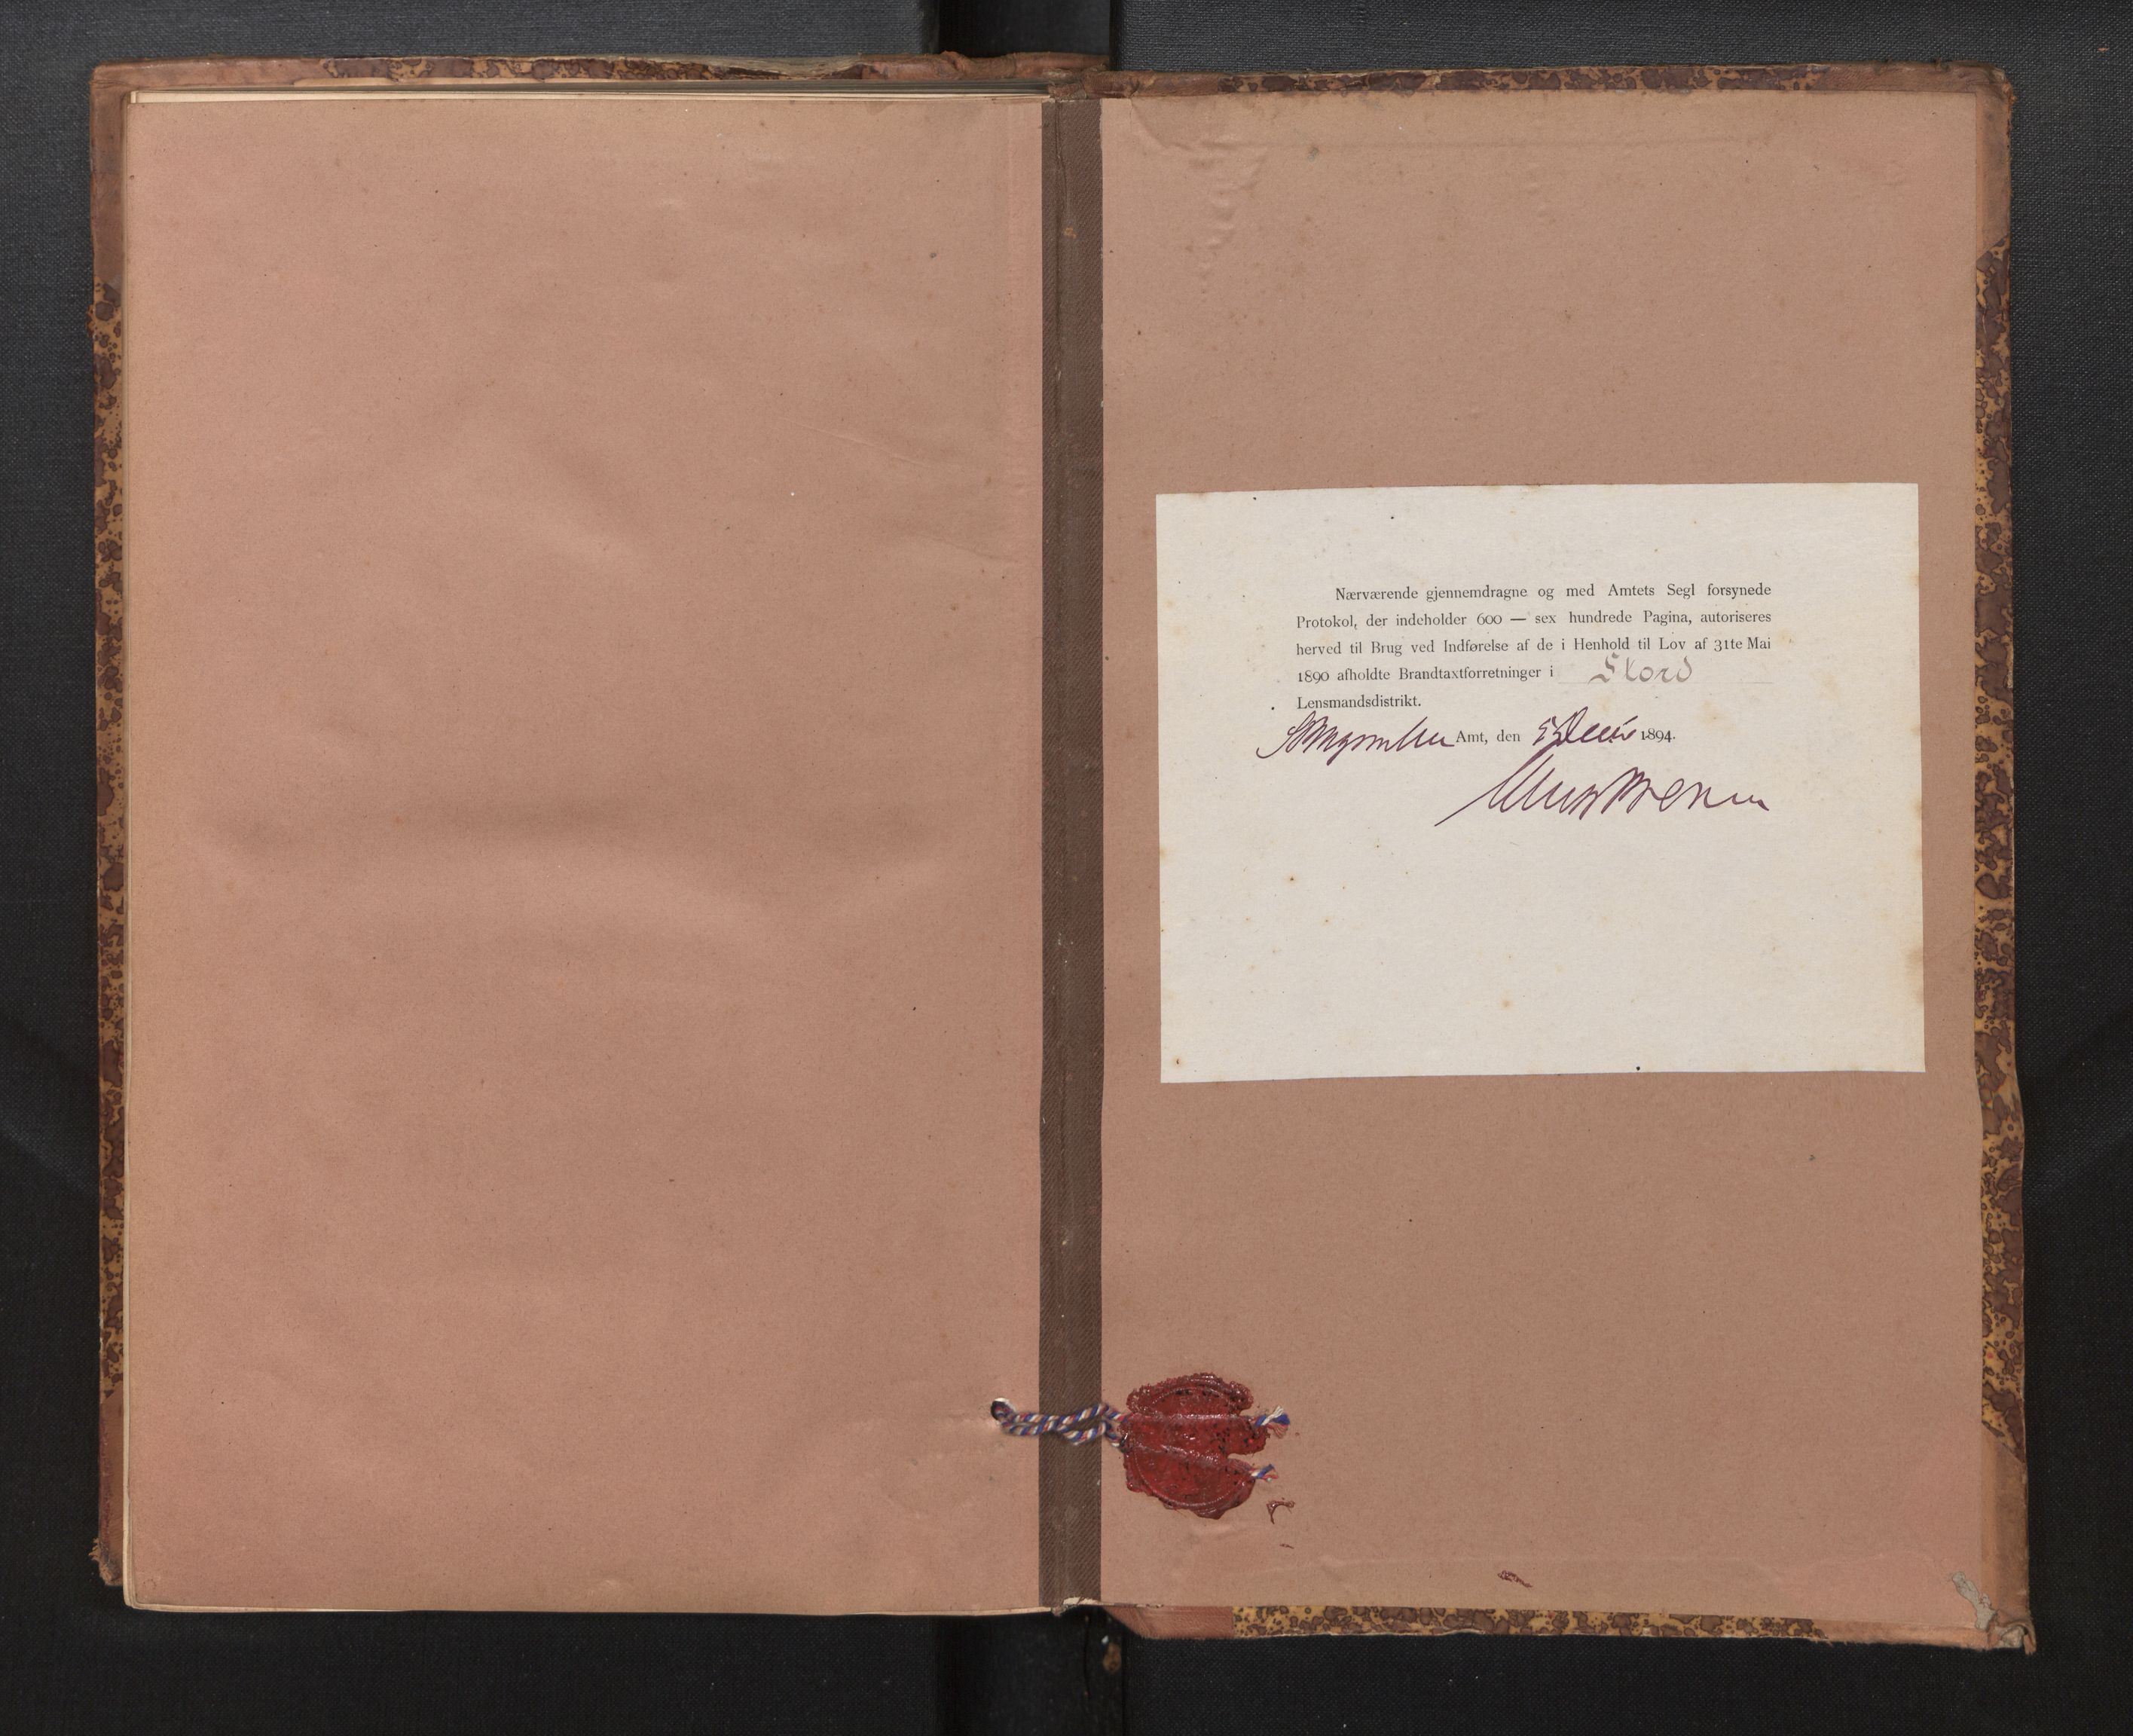 Nærværende gjennemdragne og med Amtets Segl forsynede
Protokol, der indeholder 600 — sex hundrede Pagina, autoriseres
herved til Brug ved Indførelse af de i Henhold til Lov af 31te Mai
1890 afholdte Brandtaxtforretninger i Stord
Lensmandsdistrikt.
Amt, den 5 1894.